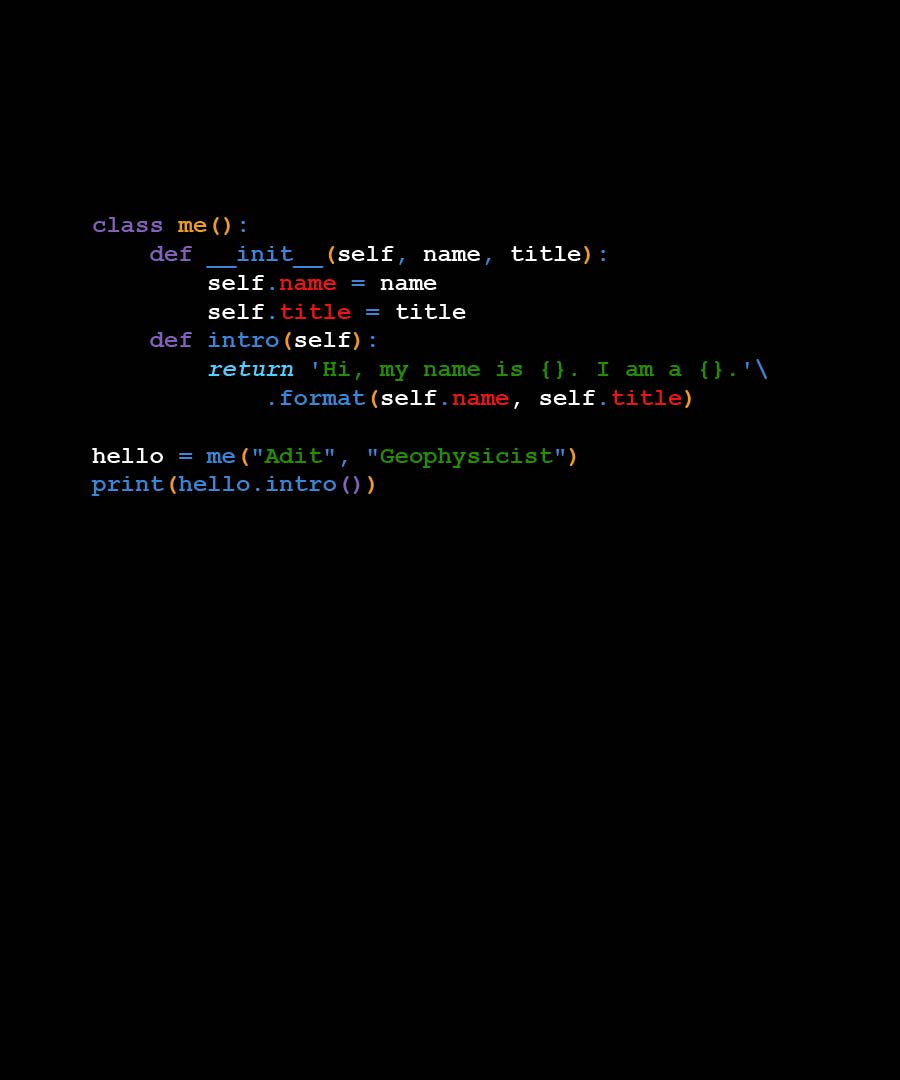 class me():
    def __init__(self, name, title):
        self.name = name
        self.title = title
    def intro(self):
        return 'Hi, my name is {}. I am a {}.'\
            .format(self.name, self.title)

hello = me("Adit", "Geophysicist")
print(hello.intro())